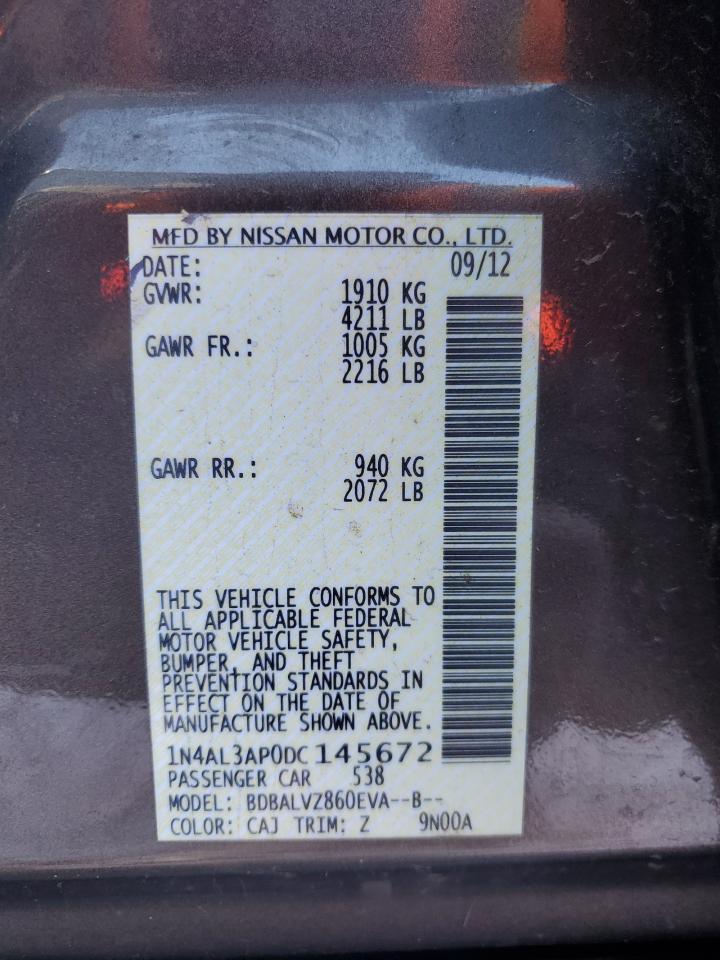 MFD BY NISSAN MOTOR CO., LTD.
DATE: 09/12
GVWR: 1910 KG
4211 LB
GAWR FR.: 1005 KG
2216 LB
GAWR RR.: 940 KG
2072 LB
THIS VEHICLE CONFORMS TO
ALL APPLICABLE FEDERAL
MOTOR VEHICLE SAFETY,
BUMPER, AND THEFT
PREVENTION STANDARDS IN
EFFECT ON THE DATE OF
MANUFACTURE SHOWN ABOVE.
1N4AL3AP0DC145672
PASSENGER CAR 538
MODEL: BDBALVZ860EVA--B--
COLOR: CAJ TRIM: Z 9N00A